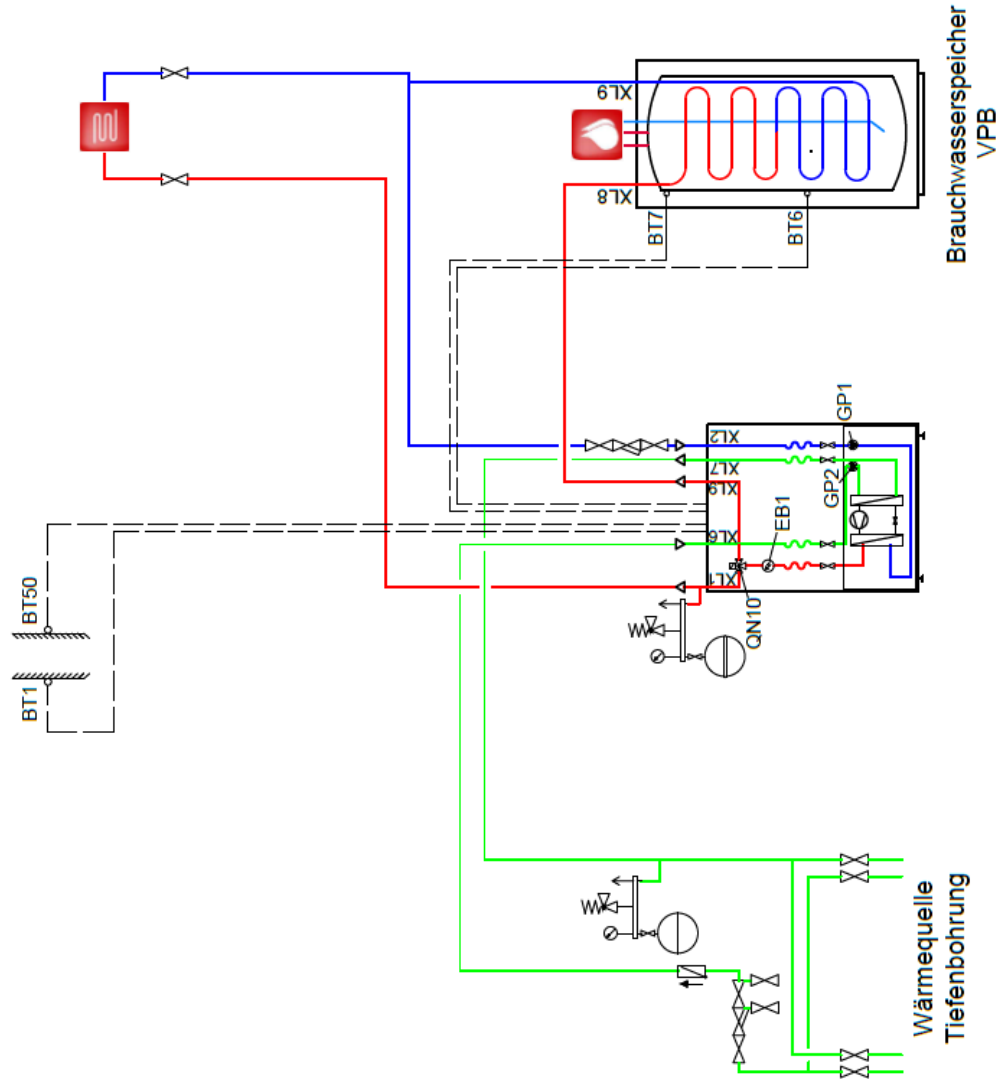 BT50
BT1
XL9
XL8
BT7
BT6
Brauchwasserspeicher
VPB
XL2
XL7
XL9
XL6
XL1
GP1
GP2
EB1
QN10
Wärmequelle
Tiefenbohrung